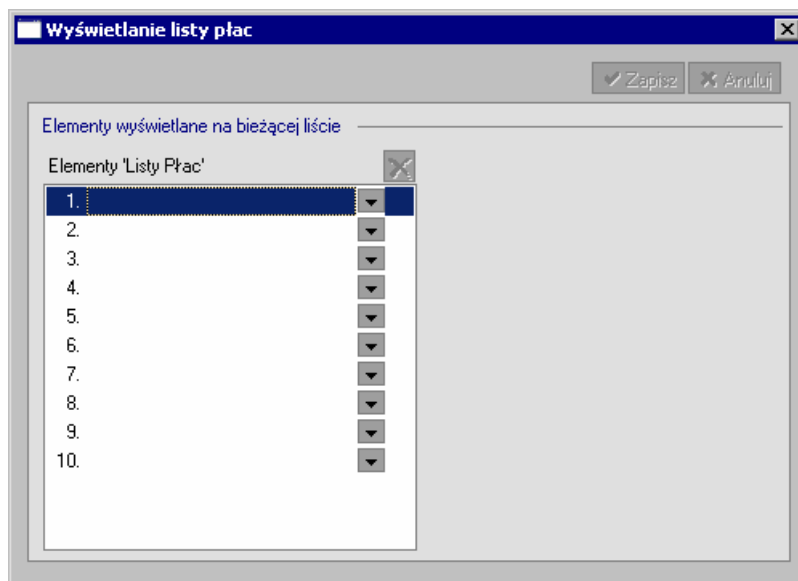 Wyświetlanie listy płac
Zapisz Anuluj
Elementy wyświetlane na bieżącej liście
Elementy 'Listy Płac'
1.
2.
3.
4.
5.
6.
7.
8.
9.
10.